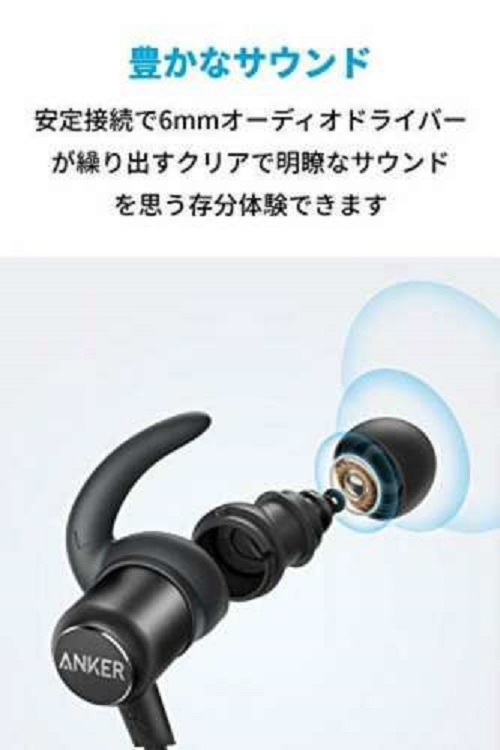 豊かなサウンド
安定接続で6mmオーディオドライバー
が繰り出すクリアで明瞭なサウンド
を思う存分体験できます
ANKER